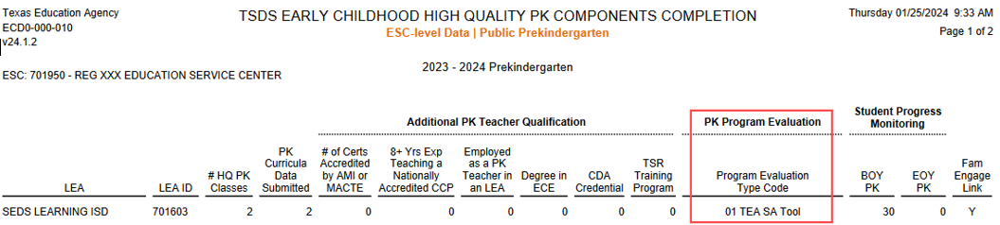 Texas Education Agency
ECD0-000-010
v24.1.2
TSDS EARLY CHILDHOOD HIGH QUALITY PK COMPONENTS COMPLETION
ESC-level Data | Public Prekindergarten
Thursday 01/25/2024 9:33 AM
Page 1 of 2
2023 - 2024 Prekindergarten
ESC: 701950 - REG XXX EDUCATION SERVICE CENTER
Additional PK Teacher Qualification
PK Program Evaluation
Student Progress
Monitoring
LEA
LEA ID
# HQ PK
Classes
PK
Curricula
Data
Submitted
# of Certs
Accredited
by AMI or
MACTE
8+ Yrs Exp
Teaching a
Nationally
Accredited CCP
Employed
as a PK
Teacher in
an LEA
Degree in
ECE
CDA
Credential
TSR
Training
Program
Program Evaluation
Type Code
BOY
PK
EOY
PK
Fam
Engage
Link
SEDS LEARNING ISD 701603 2 2 0 0 0 0 0 0 01 TEA SA Tool 30 0 Y